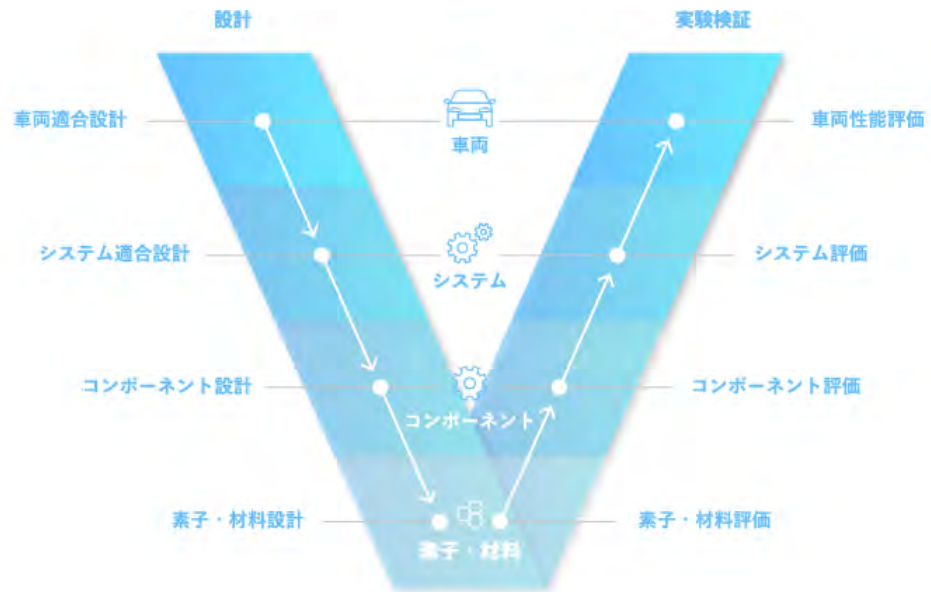 設計
実験検証
車両適合設計
車両
車両性能評価
システム適合設計
システム
システム評価
コンポーネント設計
コンポーネント
コンポーネント評価
素子・材料設計
素子・材料
素子・材料評価